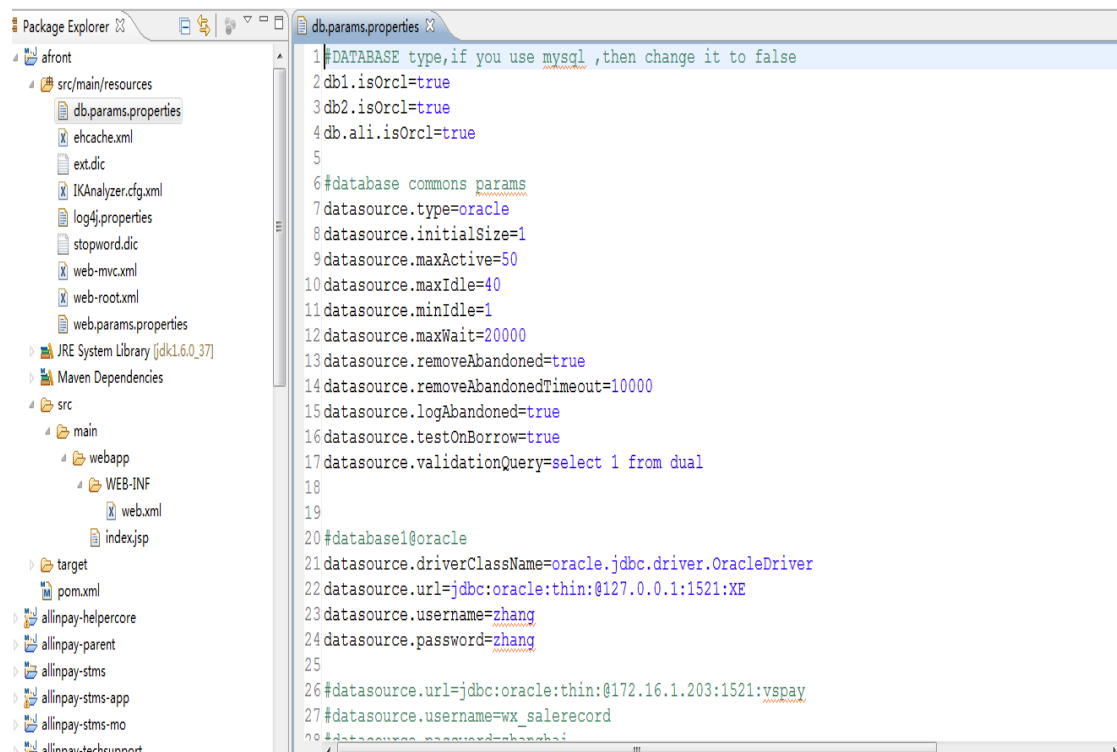 Package Explorer
afront
src/main/resources
db.params.properties
ehcache.xml
ext.dic
IKAnalyzer.cfg.xml
log4j.properties
stopword.dic
web-mvc.xml
web-root.xml
web.params.properties
JRE System Library [jdk1.6.0_37]
Maven Dependencies
src
main
webapp
WEB-INF
web.xml
index.jsp
target
pom.xml
allinpay-helpercore
allinpay-parent
allinpay-stms
allinpay-stms-app
allinpay-stms-mo
allinpay-techsupport
db.params.properties
1 #DATABASE type,if you use mysql ,then change it to false
2 db1.isOrcl=true
3 db2.isOrcl=true
4 db.ali.isOrcl=true
5
6 #database commons params
7 datasource.type=oracle
8 datasource.initialSize=1
9 datasource.maxActive=50
10 datasource.maxIdle=40
11 datasource.minIdle=1
12 datasource.maxWait=20000
13 datasource.removeAbandoned=true
14 datasource.removeAbandonedTimeout=10000
15 datasource.logAbandoned=true
16 datasource.testOnBorrow=true
17 datasource.validationQuery=select 1 from dual
18
19
20 #database1@oracle
21 datasource.driverClassName=oracle.jdbc.driver.OracleDriver
22 datasource.url=jdbc:oracle:thin:@127.0.0.1:1521:XE
23 datasource.username=zhang
24 datasource.password=zhang
25
26 #datasource.url=jdbc:oracle:thin:@172.16.1.203:1521:vspay
27 #datasource.username=wx_salerecord
28 #datasource.password=zhanghai